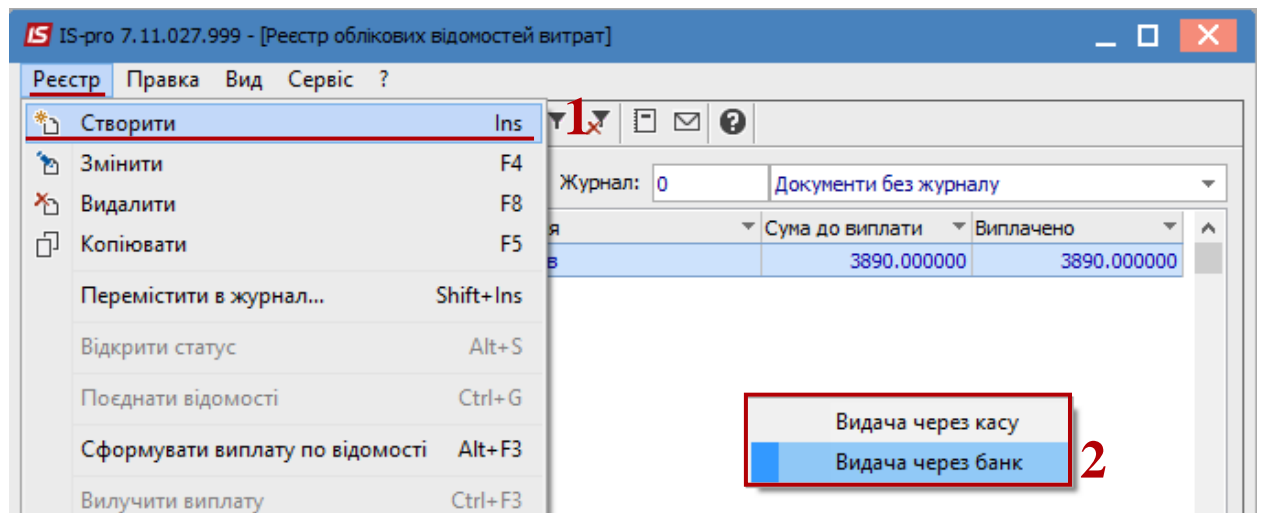 IS IS-pro 7.11.027.999 - [Реєстр облікових відомостей витрат]
Реєстр Правка Вид Сервіс ?
Створити Ins 1
Змінити F4
Журнал: 0 Документи без журналу
Видалити F8
я Сума до виплати Виплачено
Копіювати F5
в 3890.000000 3890.000000
Перемістити в журнал... Shift+Ins
Відкрити статус Alt+S
Поєднати відомості Ctrl+G
Видача через касу
Сформувати виплату по відомості Alt+F3
Видача через банк 2
Вилучити виплату Ctrl+F3